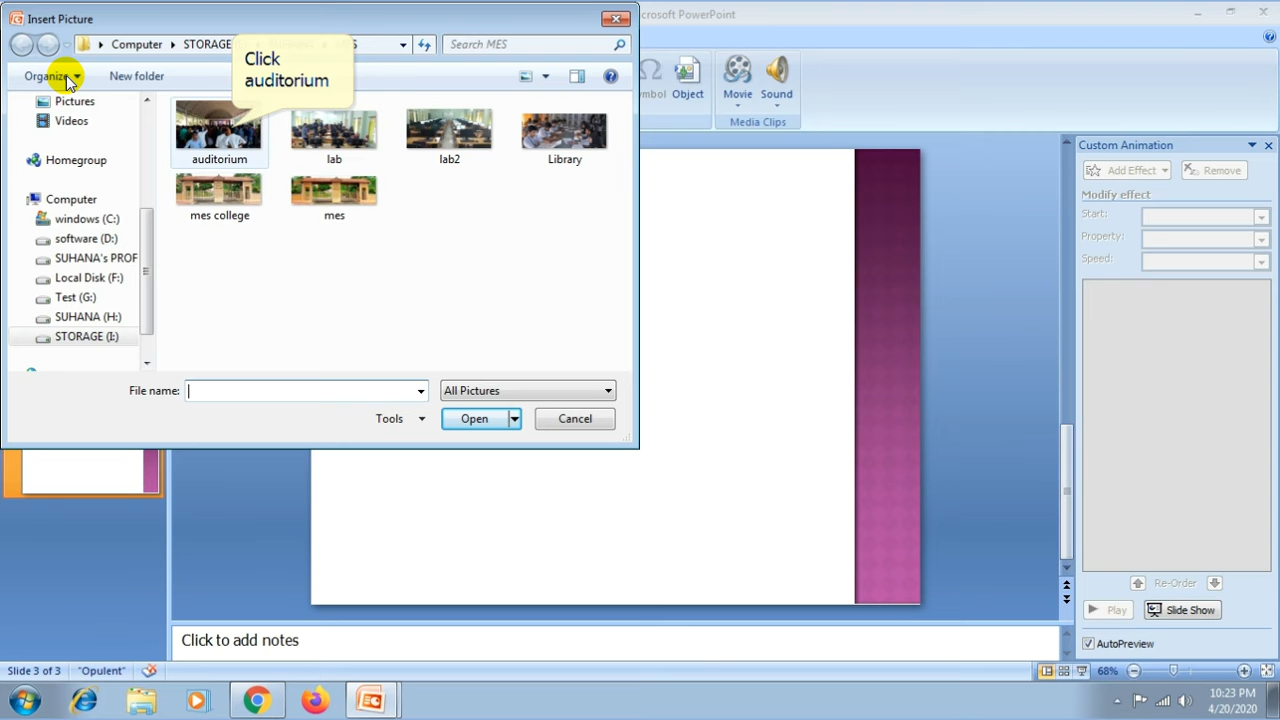 Insert Picture
Microsoft PowerPoint
Computer
STORAGE
Search MES
Click
auditorium
Organize
New folder
Pictures
Videos
Homegroup
Computer
windows (C:)
software (D:)
SUHANA's PROF
Local Disk (F:)
Test (G:)
SUHANA (H:)
STORAGE (I:)
auditorium
lab
lab2
Library
mes college
mes
File name:
All Pictures
Tools
Open
Cancel
Object
Movie
Sound
Media Clips
Custom Animation
Add Effect
Remove
Modify effect
Start:
Property:
Speed:
Re-Order
Play
Slide Show
AutoPreview
Click to add notes
Slide 3 of 3
"Opulent"
68%
10:23 PM
4/20/2020